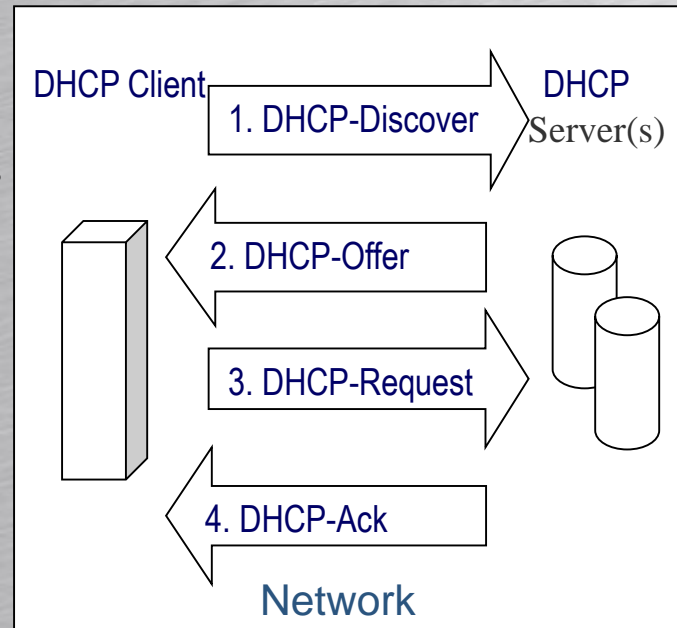 DHCP Client
DHCP
Server(s)
1. DHCP-Discover
2. DHCP-Offer
3. DHCP-Request
4. DHCP-Ack
Network